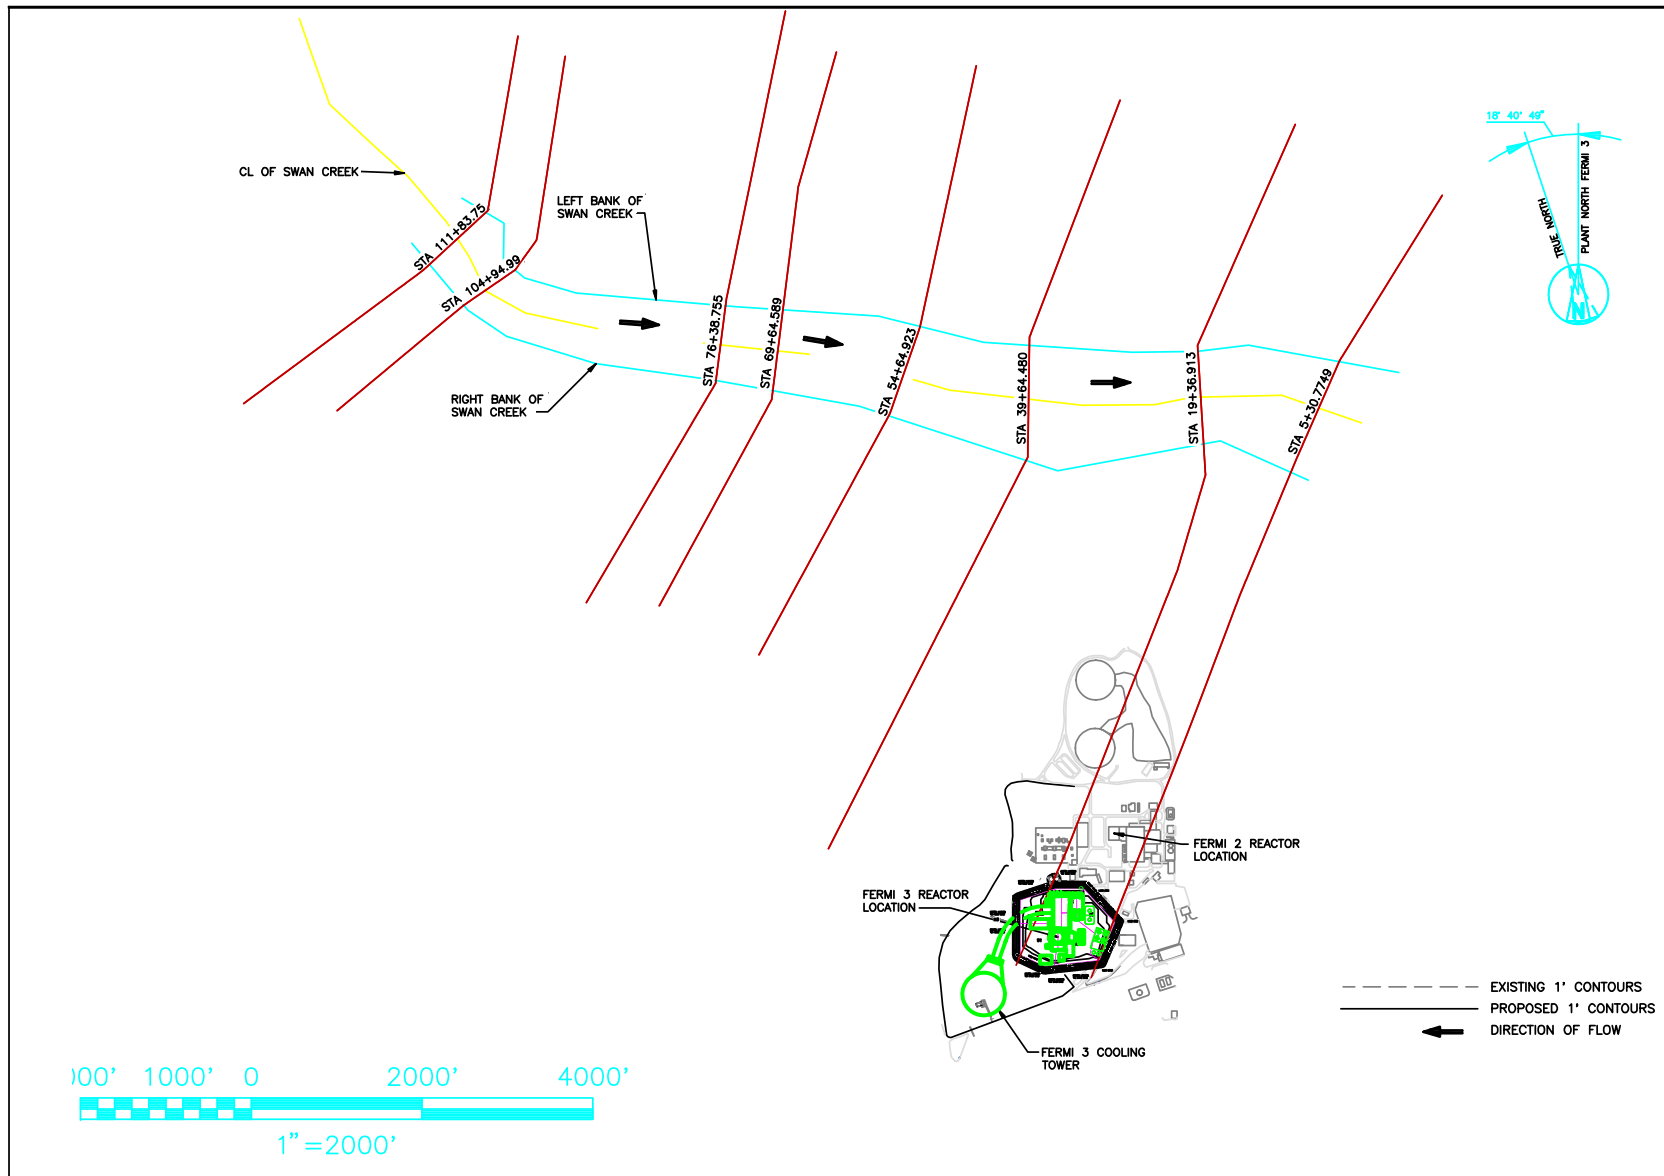 18° 40' 49"
TRUE NORTH
PLANT NORTH FERMI 3
N
CL OF SWAN CREEK
LEFT BANK OF
SWAN CREEK
RIGHT BANK OF
SWAN CREEK
STA 111+83.75
STA 104+94.99
STA 76+38.755
STA 69+64.589
STA 54+64.923
STA 39+64.480
STA 19+36.913
STA 5+30.7749
FERMI 2 REACTOR
LOCATION
FERMI 3 REACTOR
LOCATION
FERMI 3 COOLING
TOWER
EXISTING 1' CONTOURS
PROPOSED 1' CONTOURS
DIRECTION OF FLOW
1000' 0 2000' 4000'
1"=2000'